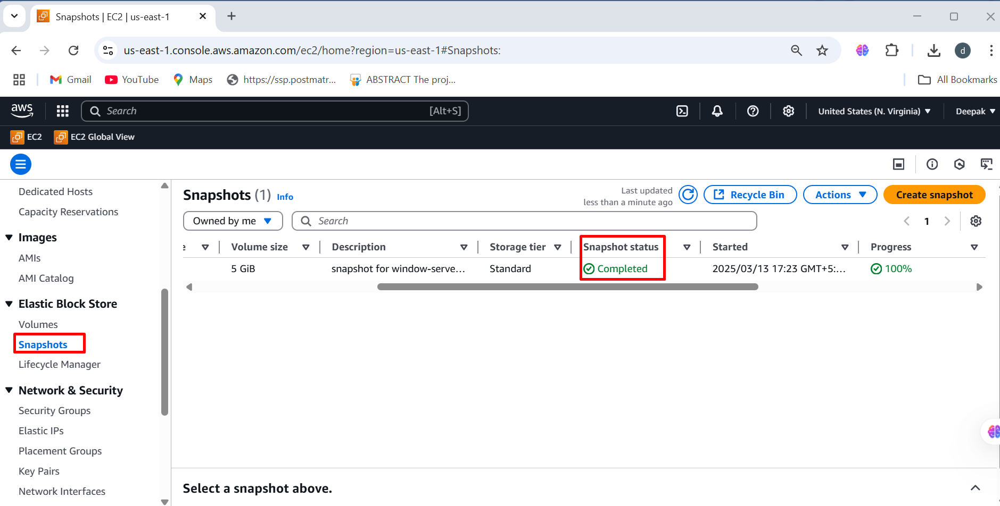 Snapshots | EC2 | us-east-1
us-east-1.console.aws.amazon.com/ec2/home?region=us-east-1#Snapshots:
d
Gmail
YouTube
Maps
https://ssp.postmatr...
ABSTRACT The proj...
All Bookmarks
aws
Search
[Alt+S]
United States (N. Virginia)
Deepak
EC2
EC2 Global View
Dedicated Hosts
Capacity Reservations
Images
AMIs
AMI Catalog
Elastic Block Store
Volumes
Snapshots
Lifecycle Manager
Network & Security
Security Groups
Elastic IPs
Placement Groups
Key Pairs
Network Interfaces
Snapshots (1) Info
Last updated
less than a minute ago
Recycle Bin
Actions
Create snapshot
Owned by me
Search
1
e Volume size Description Storage tier Snapshot status Started Progress
5 GiB snapshot for window-serve... Standard Completed 2025/03/13 17:23 GMT+5:... 100%
Select a snapshot above.